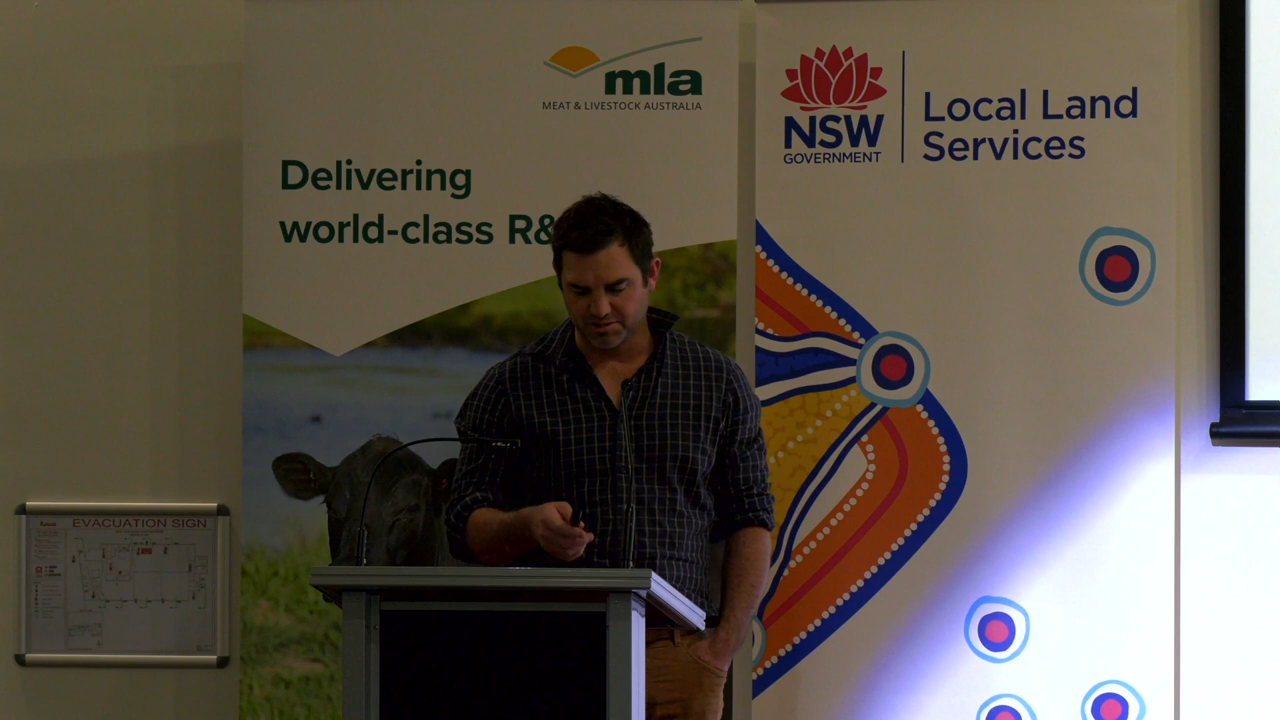 mla
MEAT & LIVESTOCK AUSTRALIA
Delivering
world-class R&
NSW
GOVERNMENT
Local Land
Services
EVACUATION SIGN